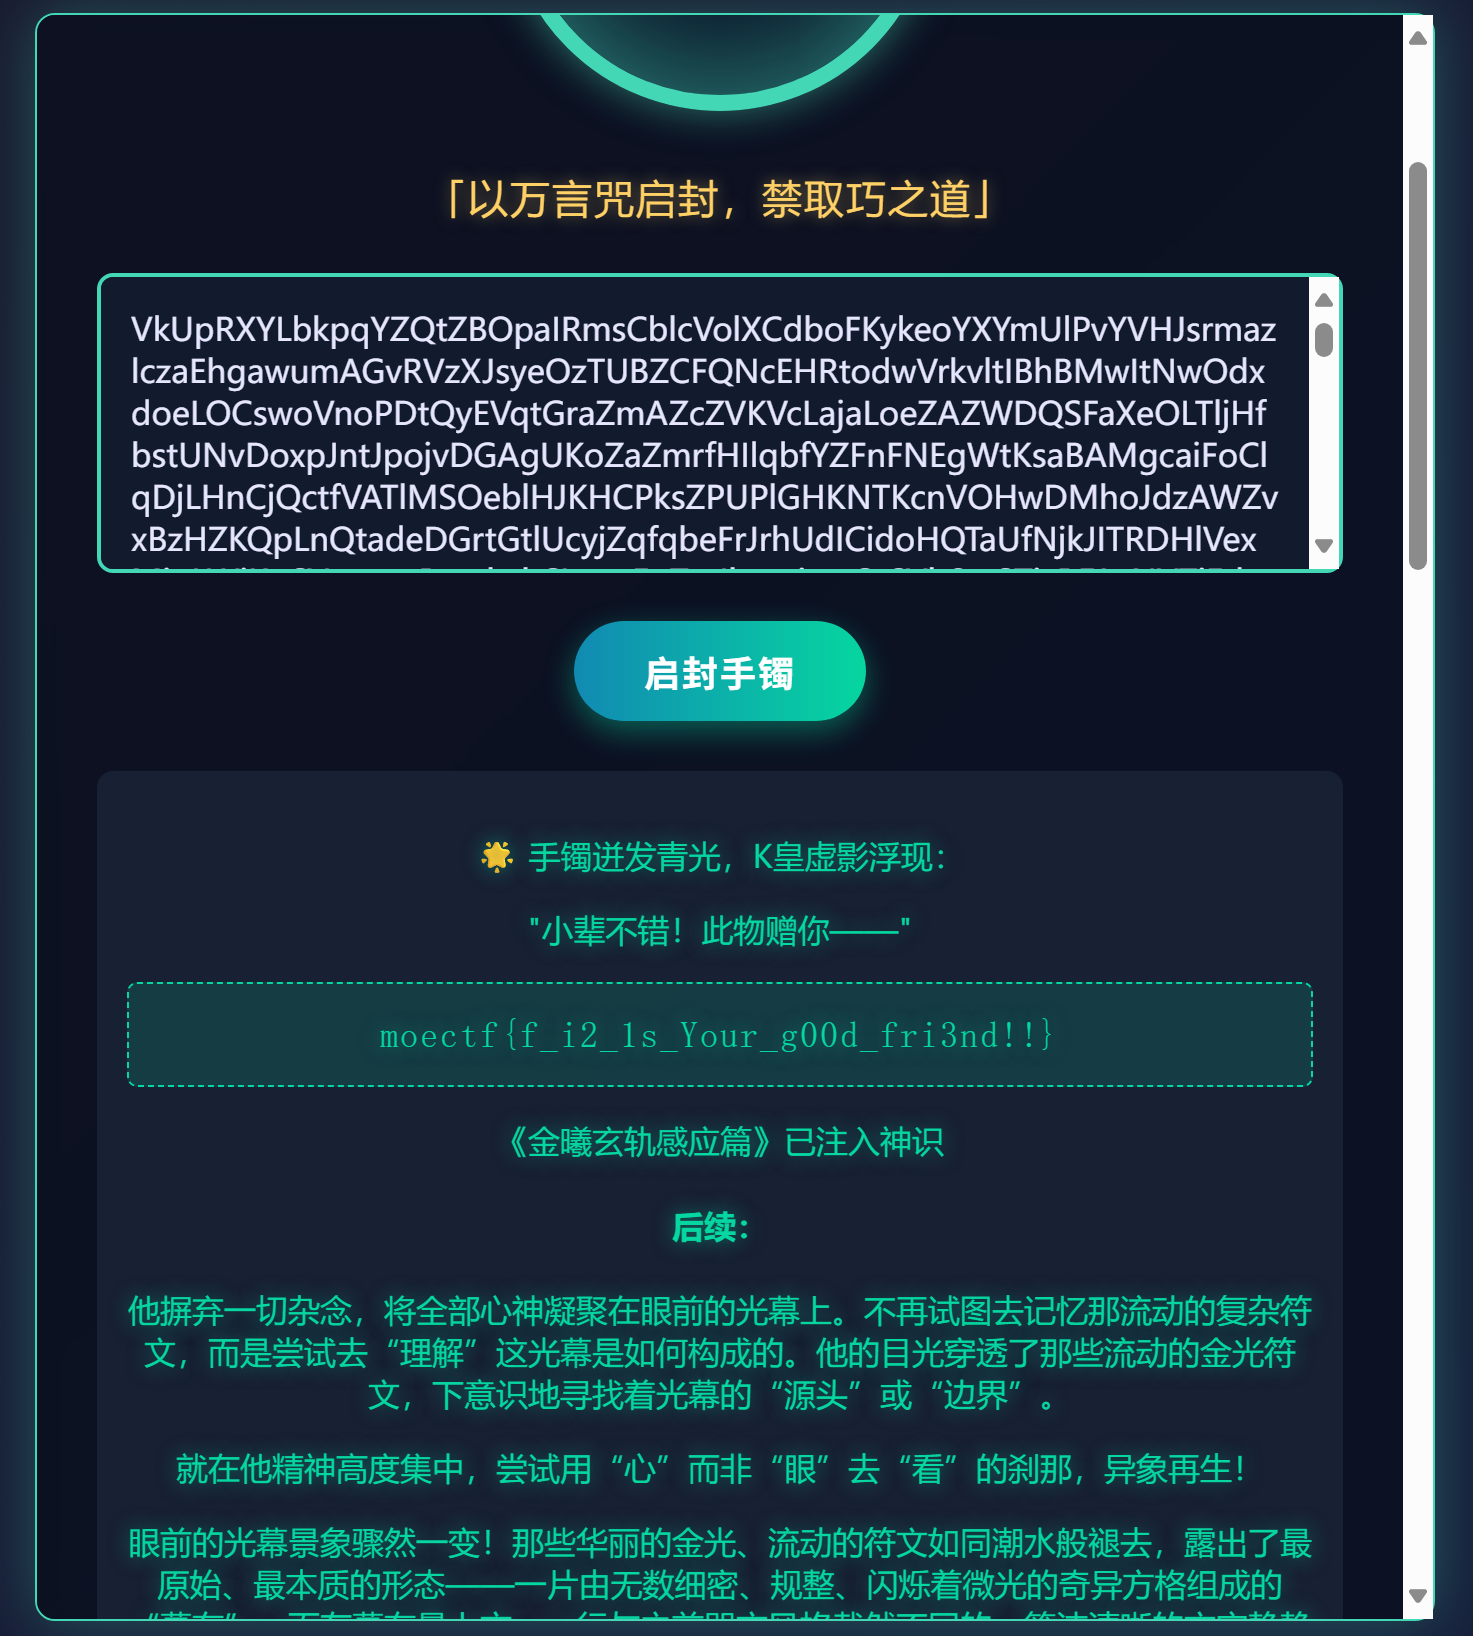 「以万言咒启封，禁取巧之道」
VkUpRXYLbkpqYZQtZBOpaIRmsCblcVolXCdboFKykeoYXYmUlPvYVHJsrmaz
lczaEhgawumAGvRVzXJsyeOzTUBZCFQNcEHRtodwVrkvltIBhBMwItNwOdx
doeLOCswoVnoPDtQyEVqtGraZmAZcZVKVcLajaLoeZAZWDQSFaXeOLTljHf
bstUNvDoxpJntJpojvDGAgUKoZaZmrfHIlqbfYZFnFNEgWtKsaBAMgcaiFoCl
qDjLHnCjQctfVATlMSOeblHJKHCPksZPUPlGHKNTKcnVOHwDMhoJdzAWZv
xBzHZKQpLnQtadeDGrtGtlUcyjZqfqbeFrJrhUdICidoHQTaUfNjkJITRDHlVex
启封手镯
🌟 手镯迸发青光，K皇虚影浮现：
"小辈不错！此物赠你——"
moectf{f_i2_1s_Your_g00d_fri3nd!!}
《金曦玄轨感应篇》已注入神识
后续：
他摒弃一切杂念，将全部心神凝聚在眼前的光幕上。不再试图去记忆那流动的复杂符
文，而是尝试去“理解”这光幕是如何构成的。他的目光穿透了那些流动的金光符
文，下意识地寻找着光幕的“源头”或“边界”。
就在他精神高度集中，尝试用“心”而非“眼”去“看”的刹那，异象再生！
眼前的光幕景象骤然一变！那些华丽的金光、流动的符文如同潮水般褪去，露出了最
原始、最本质的形态——一片由无数细密、规整、闪烁着微光的奇异方格组成的